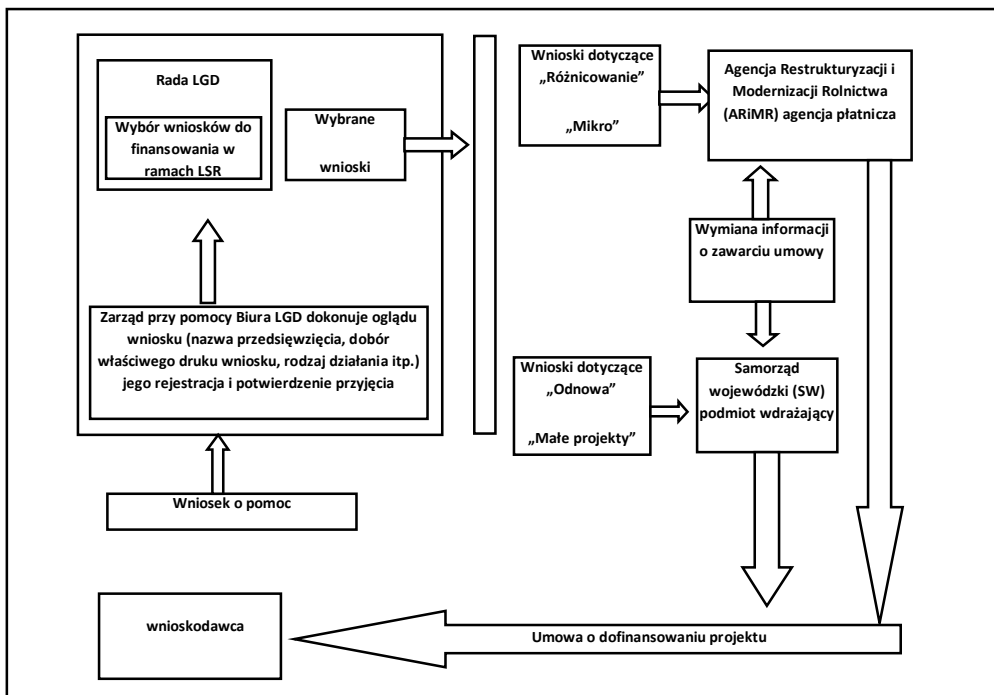 Rada LGD
Wybór wniosków do
finansowania w
ramach LSR
Wybrane
wnioski
Zarząd przy pomocy Biura LGD dokonuje oglądu
wniosku (nazwa przedsięwzięcia, dobór
właściwego druku wniosku, rodzaj działania itp.)
jego rejestracja i potwierdzenie przyjęcia
Wniosek o pomoc
Wnioski dotyczące
„Różnicowanie”
„Mikro”
Agencja Restrukturyzacji i
Modernizacji Rolnictwa
(ARiMR) agencja płatnicza
Wymiana informacji
o zawarciu umowy
Wnioski dotyczące
„Odnowa”
„Małe projekty”
Samorząd
wojewódzki (SW)
podmiot wdrażający
wnioskodawca
Umowa o dofinansowaniu projektu